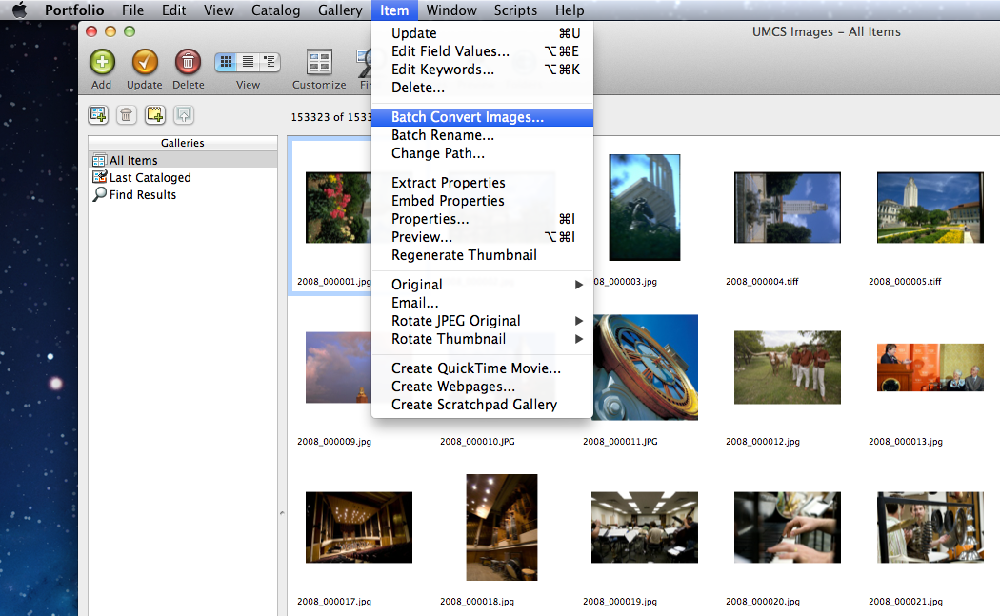 Portfolio File Edit View Catalog Gallery Item Window Scripts Help
UMCS Images – All Items
Add Update Delete View Customize
Update ⌘U
Edit Field Values... ⌥⌘E
Edit Keywords... ⌥⌘K
Delete...
Batch Convert Images...
Batch Rename...
Change Path...
Extract Properties
Embed Properties
Properties... ⌘I
Preview... ⌥⌘I
Regenerate Thumbnail
Original
Email...
Rotate JPEG Original
Rotate Thumbnail
Create QuickTime Movie...
Create Webpages...
Create Scratchpad Gallery
153323 of 1533
Galleries
All Items
Last Cataloged
Find Results
2008_000001.jpg 08_000003.jpg 2008_000004.tiff 2008_000005.tiff
2008_000009.jpg 2008_000010.JPG 2008_000011.JPG 2008_000012.jpg 2008_000013.jpg
2008_000017.jpg 2008_000018.jpg 2008_000019.jpg 2008_000020.jpg 2008_000021.jpg